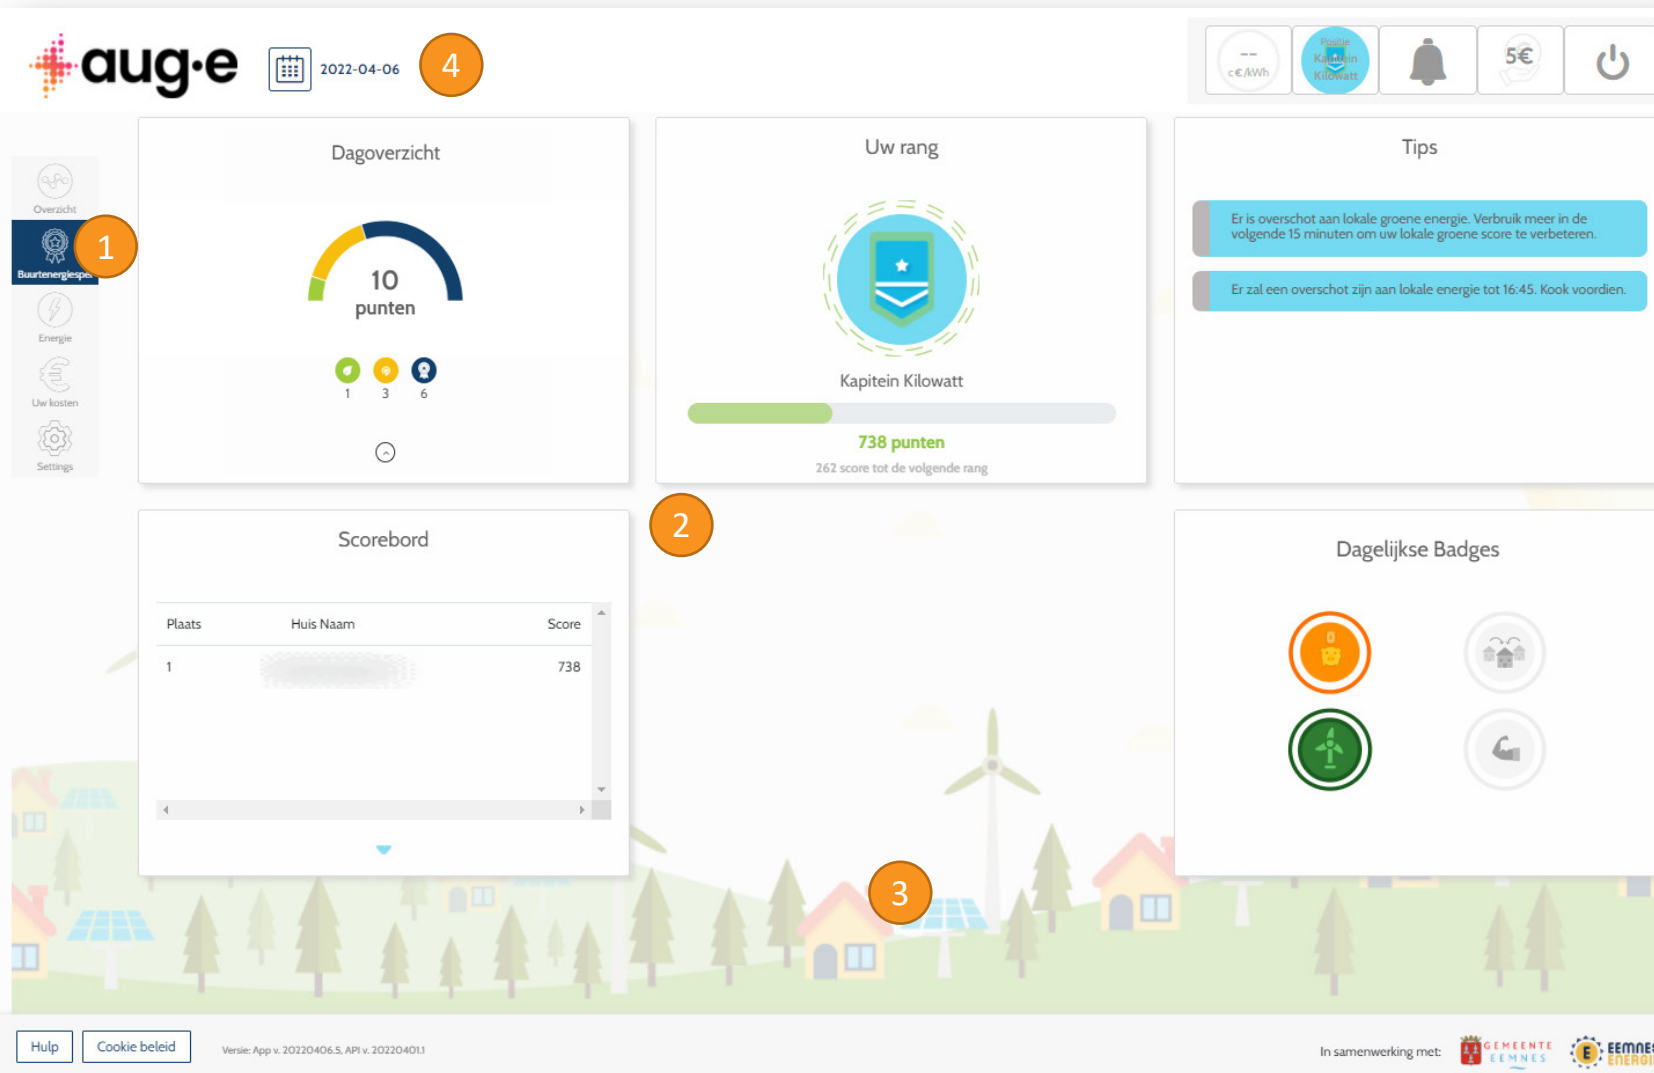 aug·e
2022-04-06
4
--
c€/kWh
Positie
Kapitein
Kilowatt
5€
Overzicht
1
Buurtenergiespel
Energie
Uw kosten
Settings
Dagoverzicht
10
punten
1 3 6
Uw rang
Kapitein Kilowatt
738 punten
262 score tot de volgende rang
Tips
Er is overschot aan lokale groene energie. Verbruik meer in de
volgende 15 minuten om uw lokale groene score te verbeteren.
Er zal een overschot zijn aan lokale energie tot 16:45. Kook voordien.
2
Scorebord
Plaats Huis Naam Score
1 738
Dagelijkse Badges
3
Hulp
Cookie beleid
Versie: App v. 20220406.5, API v. 20220401.1
In samenwerking met:
GEMEENTE
EEMNES
E
EEMNES
ENERGIE